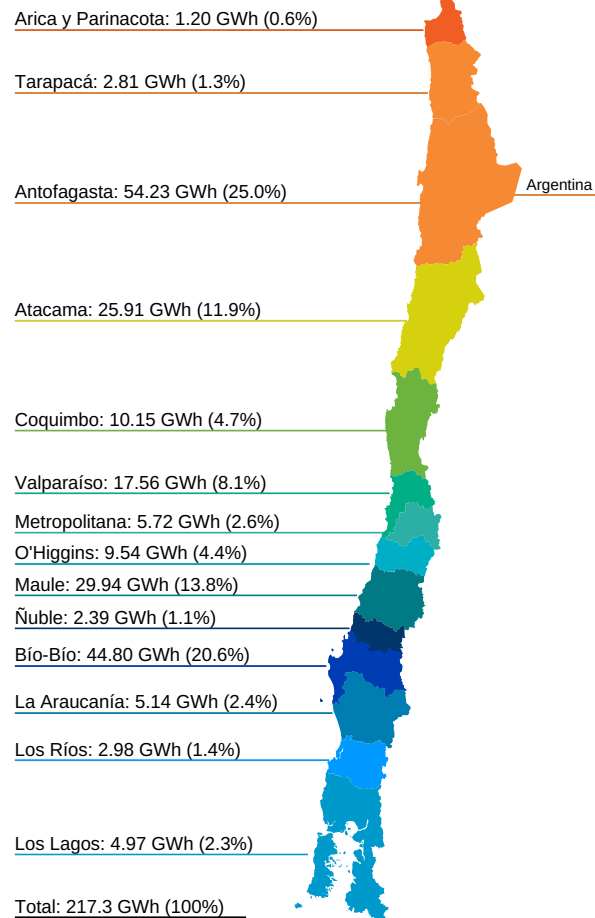 Arica y Parinacota: 1.20 GWh (0.6%)
Tarapacá: 2.81 GWh (1.3%)
Antofagasta: 54.23 GWh (25.0%)
Argentina
Atacama: 25.91 GWh (11.9%)
Coquimbo: 10.15 GWh (4.7%)
Valparaíso: 17.56 GWh (8.1%)
Metropolitana: 5.72 GWh (2.6%)
O'Higgins: 9.54 GWh (4.4%)
Maule: 29.94 GWh (13.8%)
Ñuble: 2.39 GWh (1.1%)
Bío-Bío: 44.80 GWh (20.6%)
La Araucanía: 5.14 GWh (2.4%)
Los Ríos: 2.98 GWh (1.4%)
Los Lagos: 4.97 GWh (2.3%)
Total: 217.3 GWh (100%)